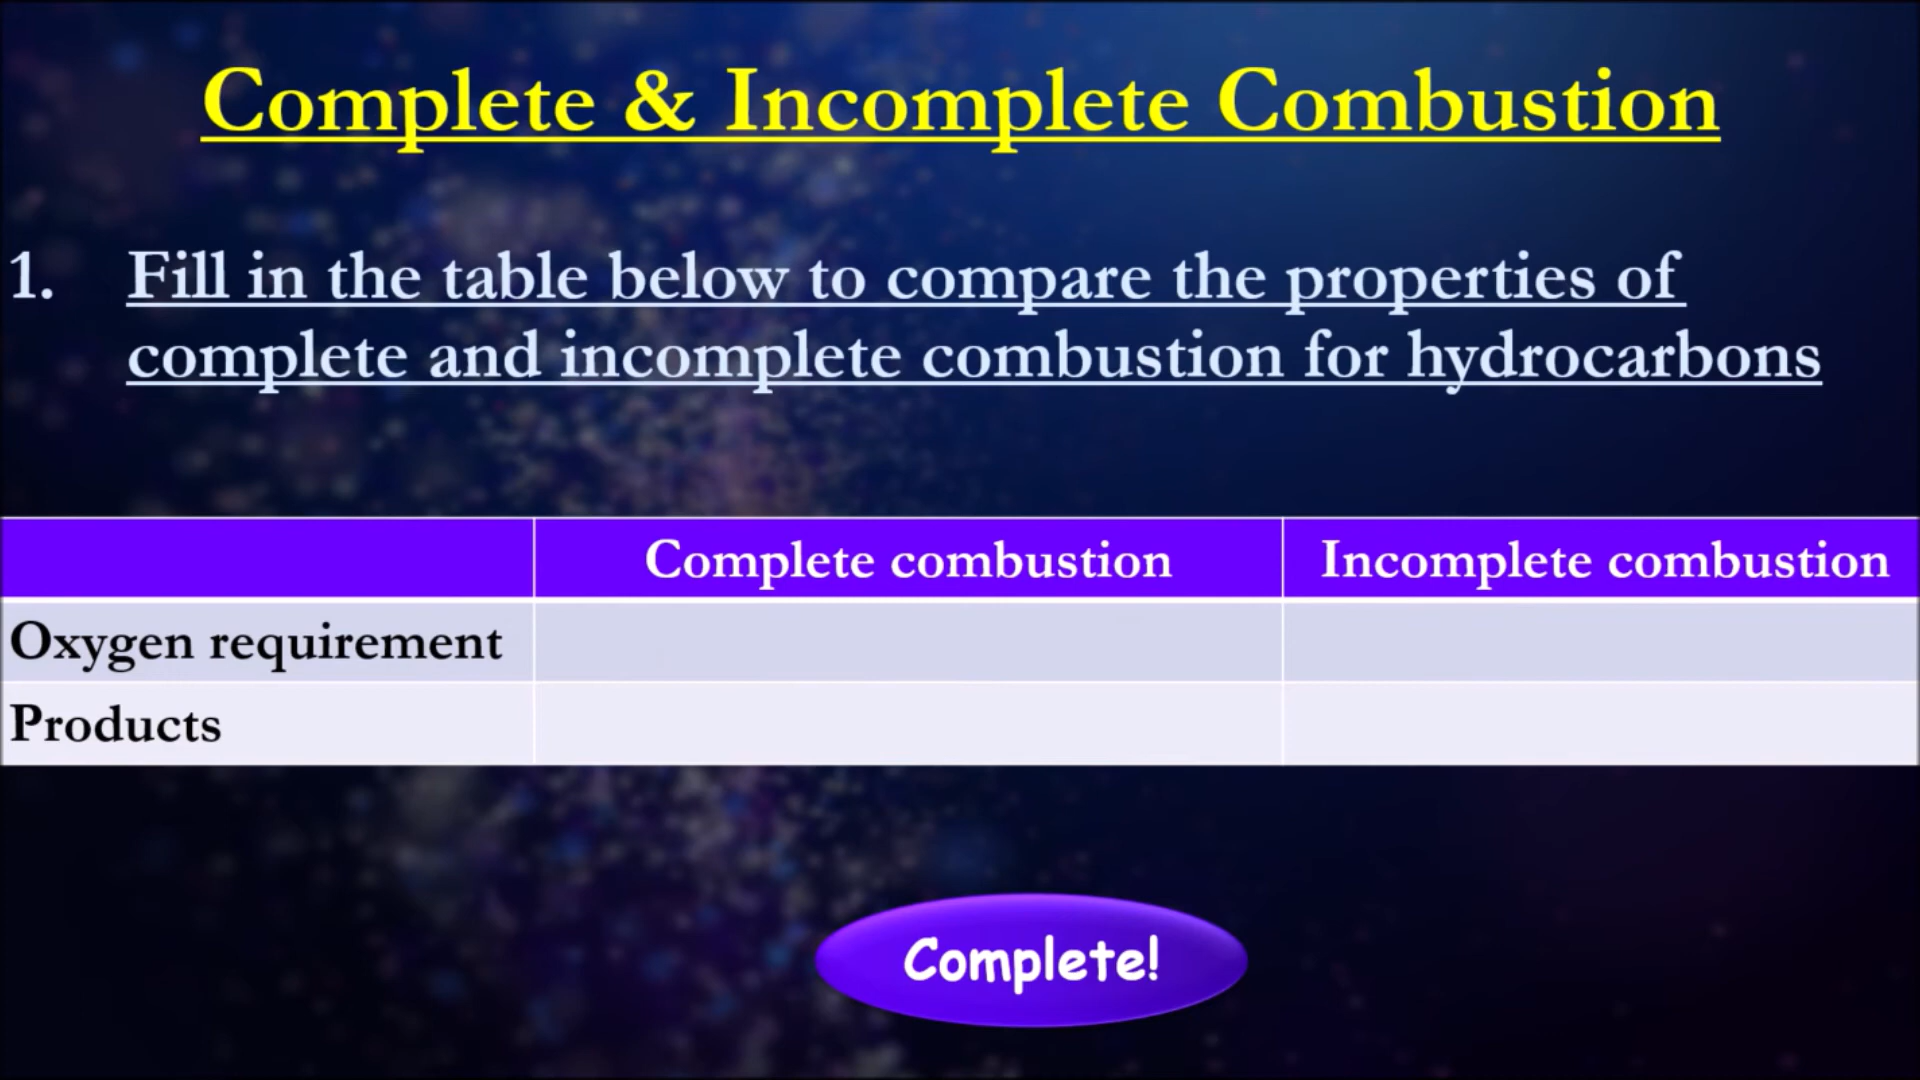 Complete & Incomplete Combustion
1. Fill in the table below to compare the properties of
complete and incomplete combustion for hydrocarbons
Complete combustion Incomplete combustion
Oxygen requirement
Products
Complete!